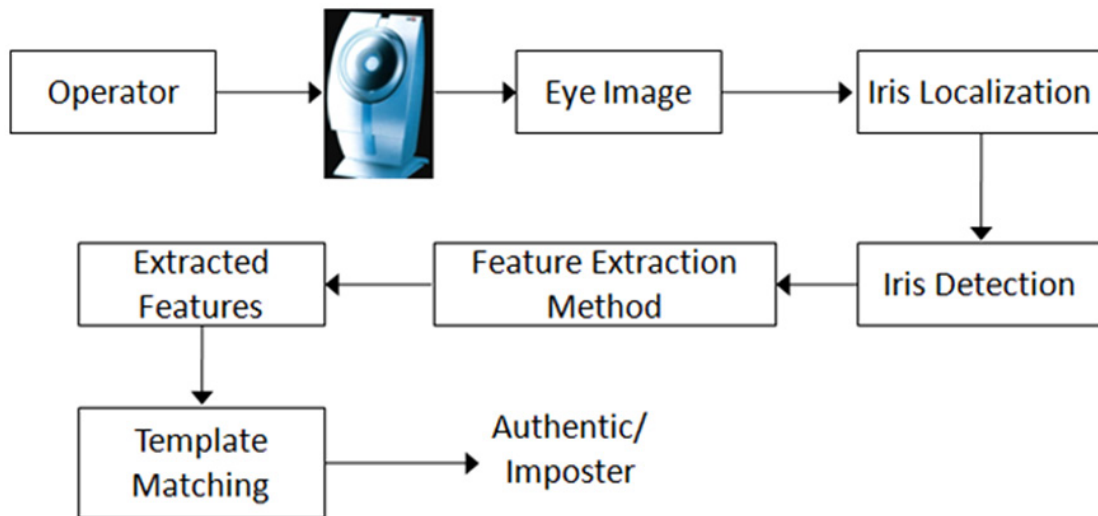 Operator
Eye Image
Iris Localization
Iris Detection
Feature Extraction
Method
Extracted
Features
Template
Matching
Authentic/
Imposter